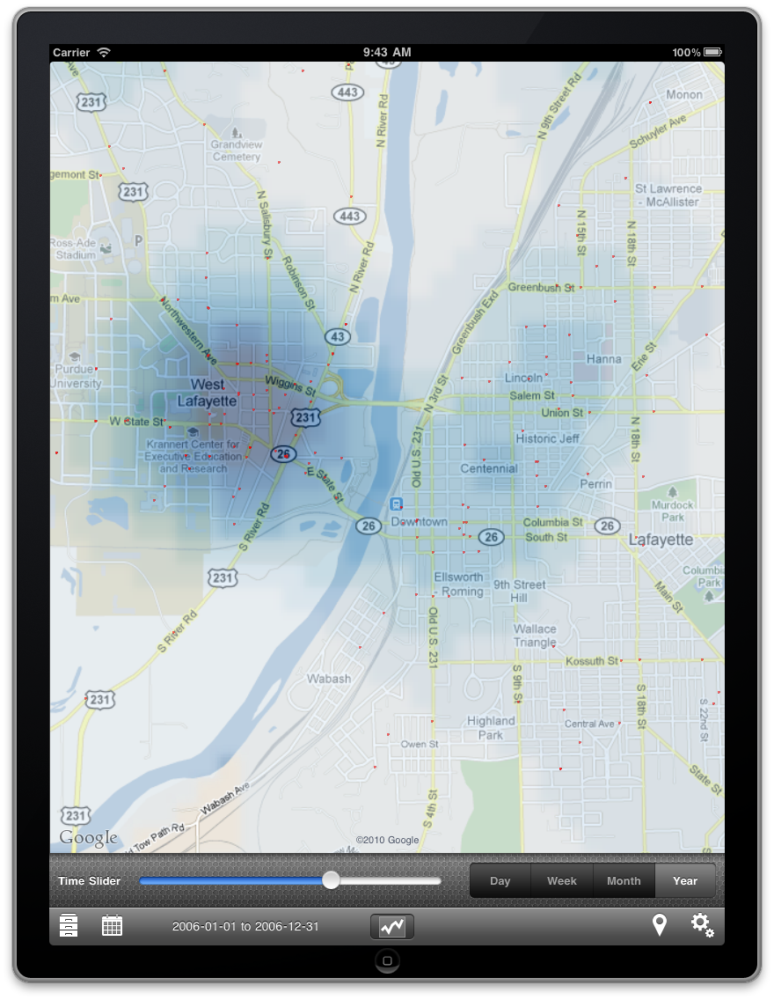 Carrier
9:43 AM
100%
231
443
N River Rd
N 9th Street Rd
Monon
Schuyler Ave
Grandview
Cemetery
gemont St
231
443
St Lawrence
- McAllister
N Salisbury St
N 15th St
N 18th St
Ross-Ade
Stadium
P
N River Rd
Robinson St
Greenbush St
m Ave
Northwestern Ave
Greenbush Exd
43
Erie St
Purdue
University
Hanna
West
Lafayette
Wiggins St
Lincoln
N 3rd St
Salem St
Union St
231
W State St
N 18th St
Krannert Center for
Executive Education
and Research
Historic Jeff
26
Old U.S. 231
Centennial
E State St
Perrin
Murdock
Park
S River Rd
Downtown
26
Columbia St
26
South St
26
Lafayette
231
Ellsworth
- Roming
9th Street
Hill
Columbia
Park
Main St
S River Rd
Old U.S. 231
Wallace
Triangle
Kossuth St
Wabash
S 9th St
231
S 18th St
S 22nd St
Highland
Park
Central Ave
Owen St
State St
Wabash Ave
S 4th St
231
d Tow Path Rd
Google
©2010 Google
Time Slider
Day
Week
Month
Year
2006-01-01 to 2006-12-31